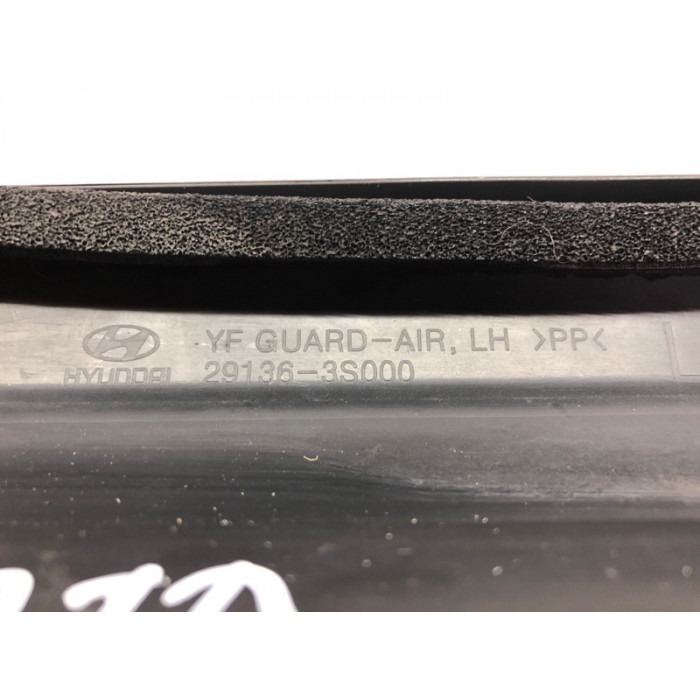 YF GUARD-AIR, LH >PP<
HYUNDAI 29136-3S000